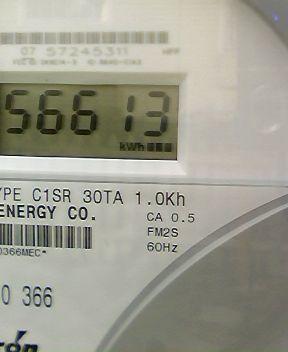 07 57245311
56613
kWh
YPE C1SR 30TA 1.0Kh
ENERGY CO. CA 0.5
FM2S
0366MEC* 60Hz
0 366
rón